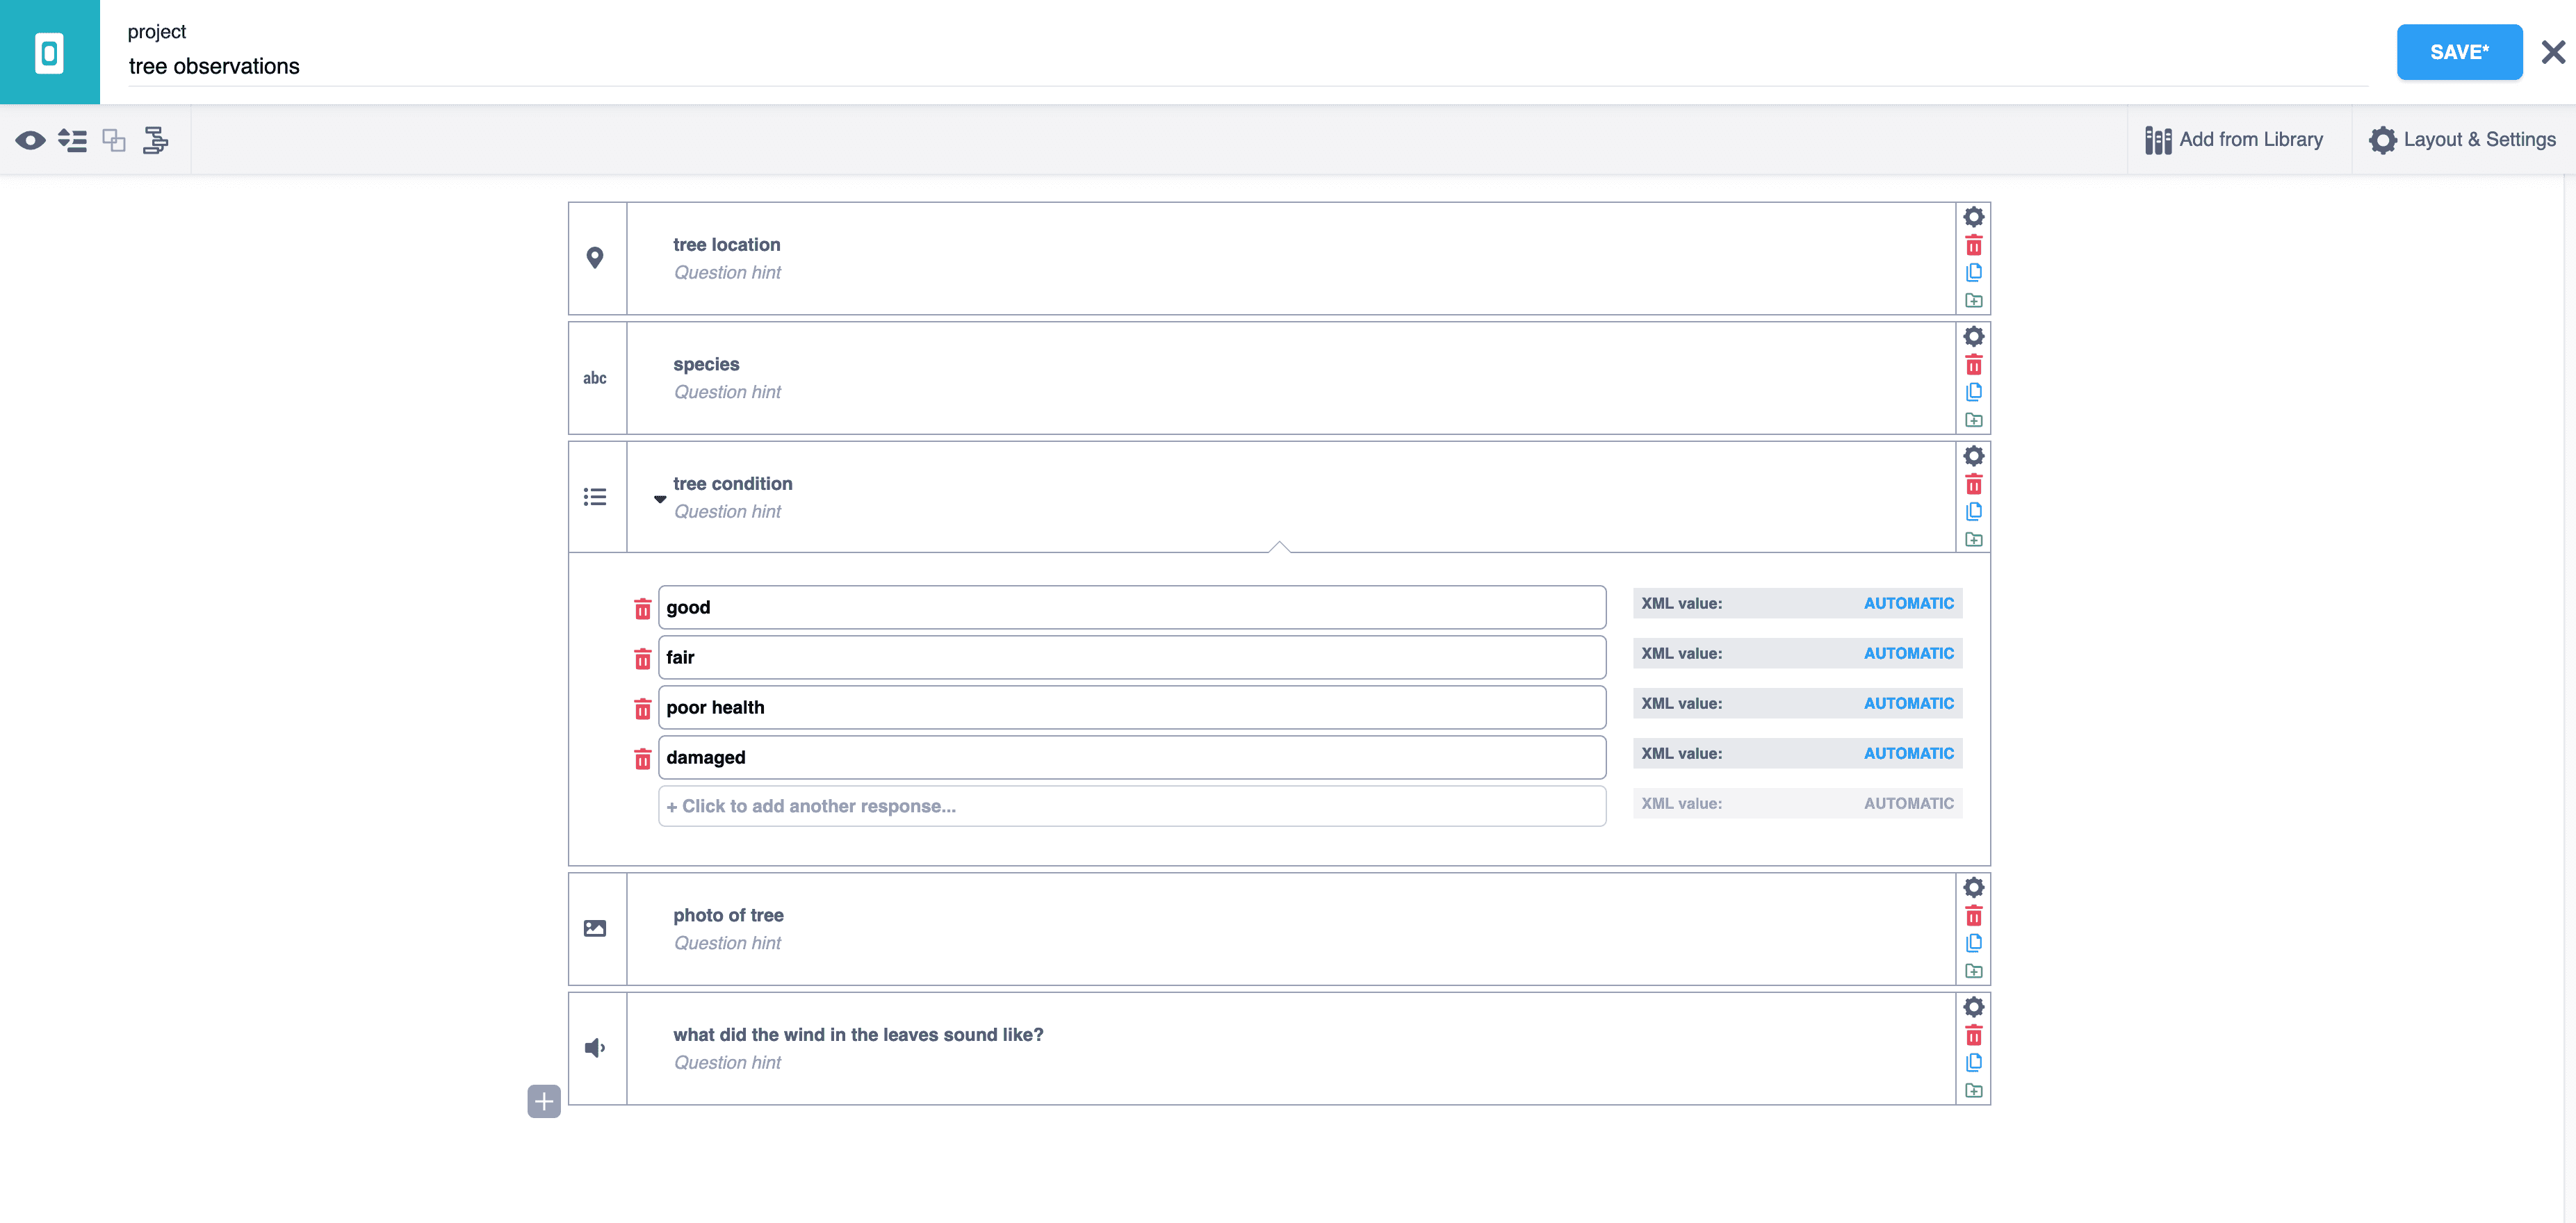 project
tree observations
SAVE*
Add from Library
Layout & Settings
tree location
Question hint
abc
species
Question hint
tree condition
Question hint
good
XML value: AUTOMATIC
fair
XML value: AUTOMATIC
poor health
XML value: AUTOMATIC
damaged
XML value: AUTOMATIC
+ Click to add another response...
XML value: AUTOMATIC
photo of tree
Question hint
what did the wind in the leaves sound like?
Question hint